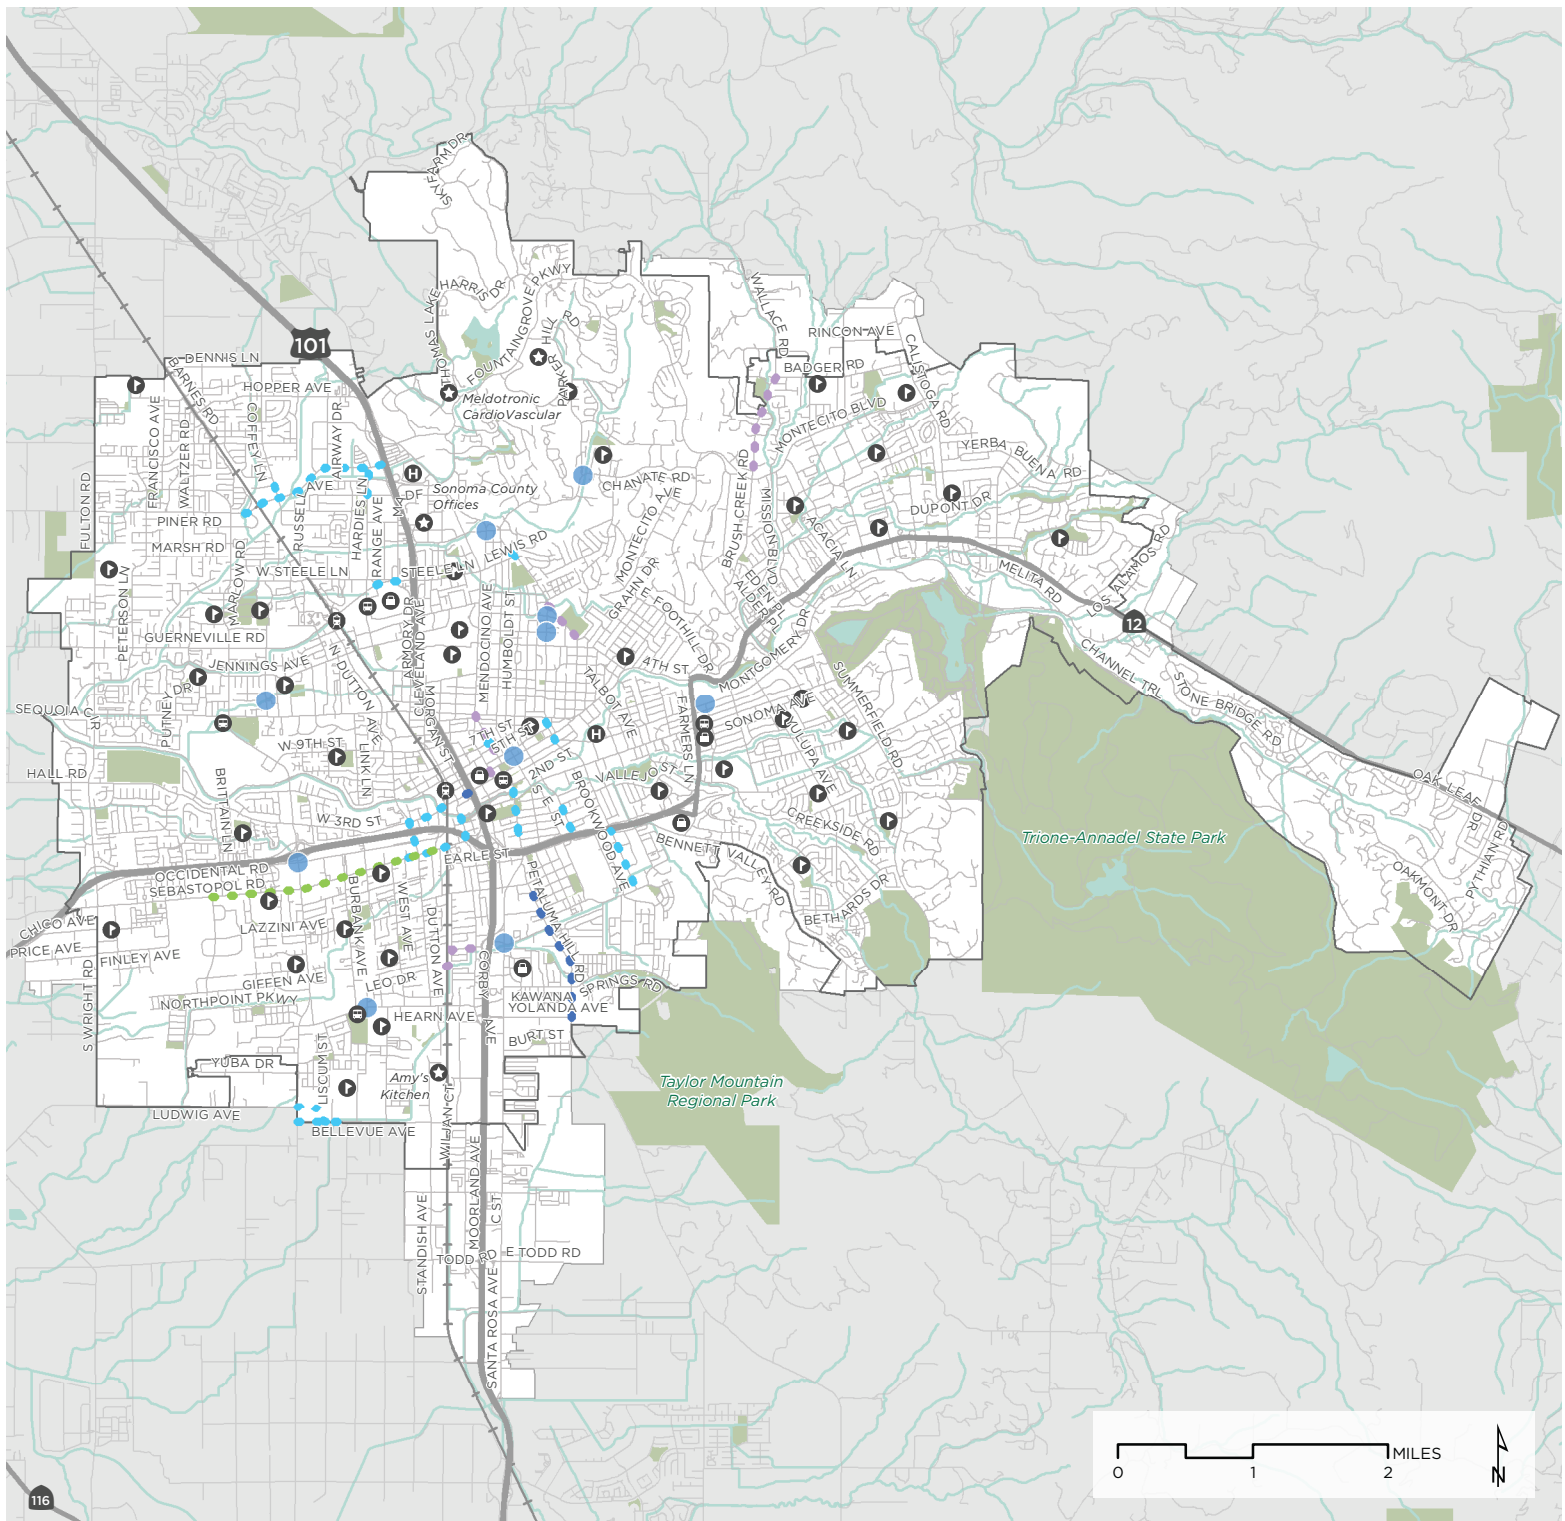 SKYFARM DR
HARRIS DR
THOMAS LAKE
FOUNTAINGROVE PKWY
HILL RD
PARKER
WALLACE RD
RINCON AVE
BADGER RD
CALISTOGA RD
101
DENNIS LN
BARNES RD
HOPPER AVE
COFFEY LN
AIRWAY DR
FRANCISCO AVE
WALTZER RD
Meldotronic
CardioVascular
MONTECITO BLVD
YERBA BUENA RD
FULTON RD
RUSSELL AVE
HARDIES LN
RANGE AVE
Sonoma County
Offices
CHANATE RD
MONTECITO AVE
BRUSH CREEK RD
MISSION BLVD
DUPONT DR
ACACIA LN
PINER RD
MARSH RD
MARLOW RD
W STEELE LN
STEELE LN
LEWIS RD
GRAHN DR
E FOOTHILL DR
EDEN PL
ALDER PL
MELITA RD
LOS ALAMOS RD
12
PETERSON LN
GUERNEVILLE RD
JENNINGS AVE
N DUTTON AVE
ARMORY DR
CLEVELAND AVE
MENDOCINO AVE
HUMBOLDT ST
4TH ST
MONTGOMERY DR
SUMMERFIELD RD
CHANNEL TRL
STONE BRIDGE RD
SEQUOIA CIR
PUTNEY DR
MORGAN ST
TALBOT AVE
FARMERS LN
SONOMA AVE
YULUPA AVE
7TH ST
5TH ST
2ND ST
W 9TH ST
LINK LN
HALL RD
BRITTAIN LN
W 3RD ST
S E ST
BROOKWOOD AVE
VALLEJO ST
CREEKSIDE RD
BENNETT VALLEY RD
BETHARDS DR
OAK LEAF DR
PYTHIAN RD
OAKMONT DR
Trione-Annadel State Park
OCCIDENTAL RD
SEBASTOPOL RD
EARLE ST
PETALUMA HILL RD
CHICO AVE
PRICE AVE
FINLEY AVE
LAZZINI AVE
BURBANK AVE
WEST AVE
DUTTON AVE
CORBY AVE
GIFFEN AVE
LEO DR
NORTHPOINT PKWY
S WRIGHT RD
HEARN AVE
KAWANA SPRINGS RD
YOLANDA AVE
BURT ST
YUBA DR
LISCUM ST
Amy's
Kitchen
Taylor Mountain
Regional Park
LUDWIG AVE
BELLEVUE AVE
WILJAN CT
MOORLAND AVE
STANDISH AVE
C ST
TODD RD
E TODD RD
SANTA ROSA AVE
116
0 1 2 MILES
N